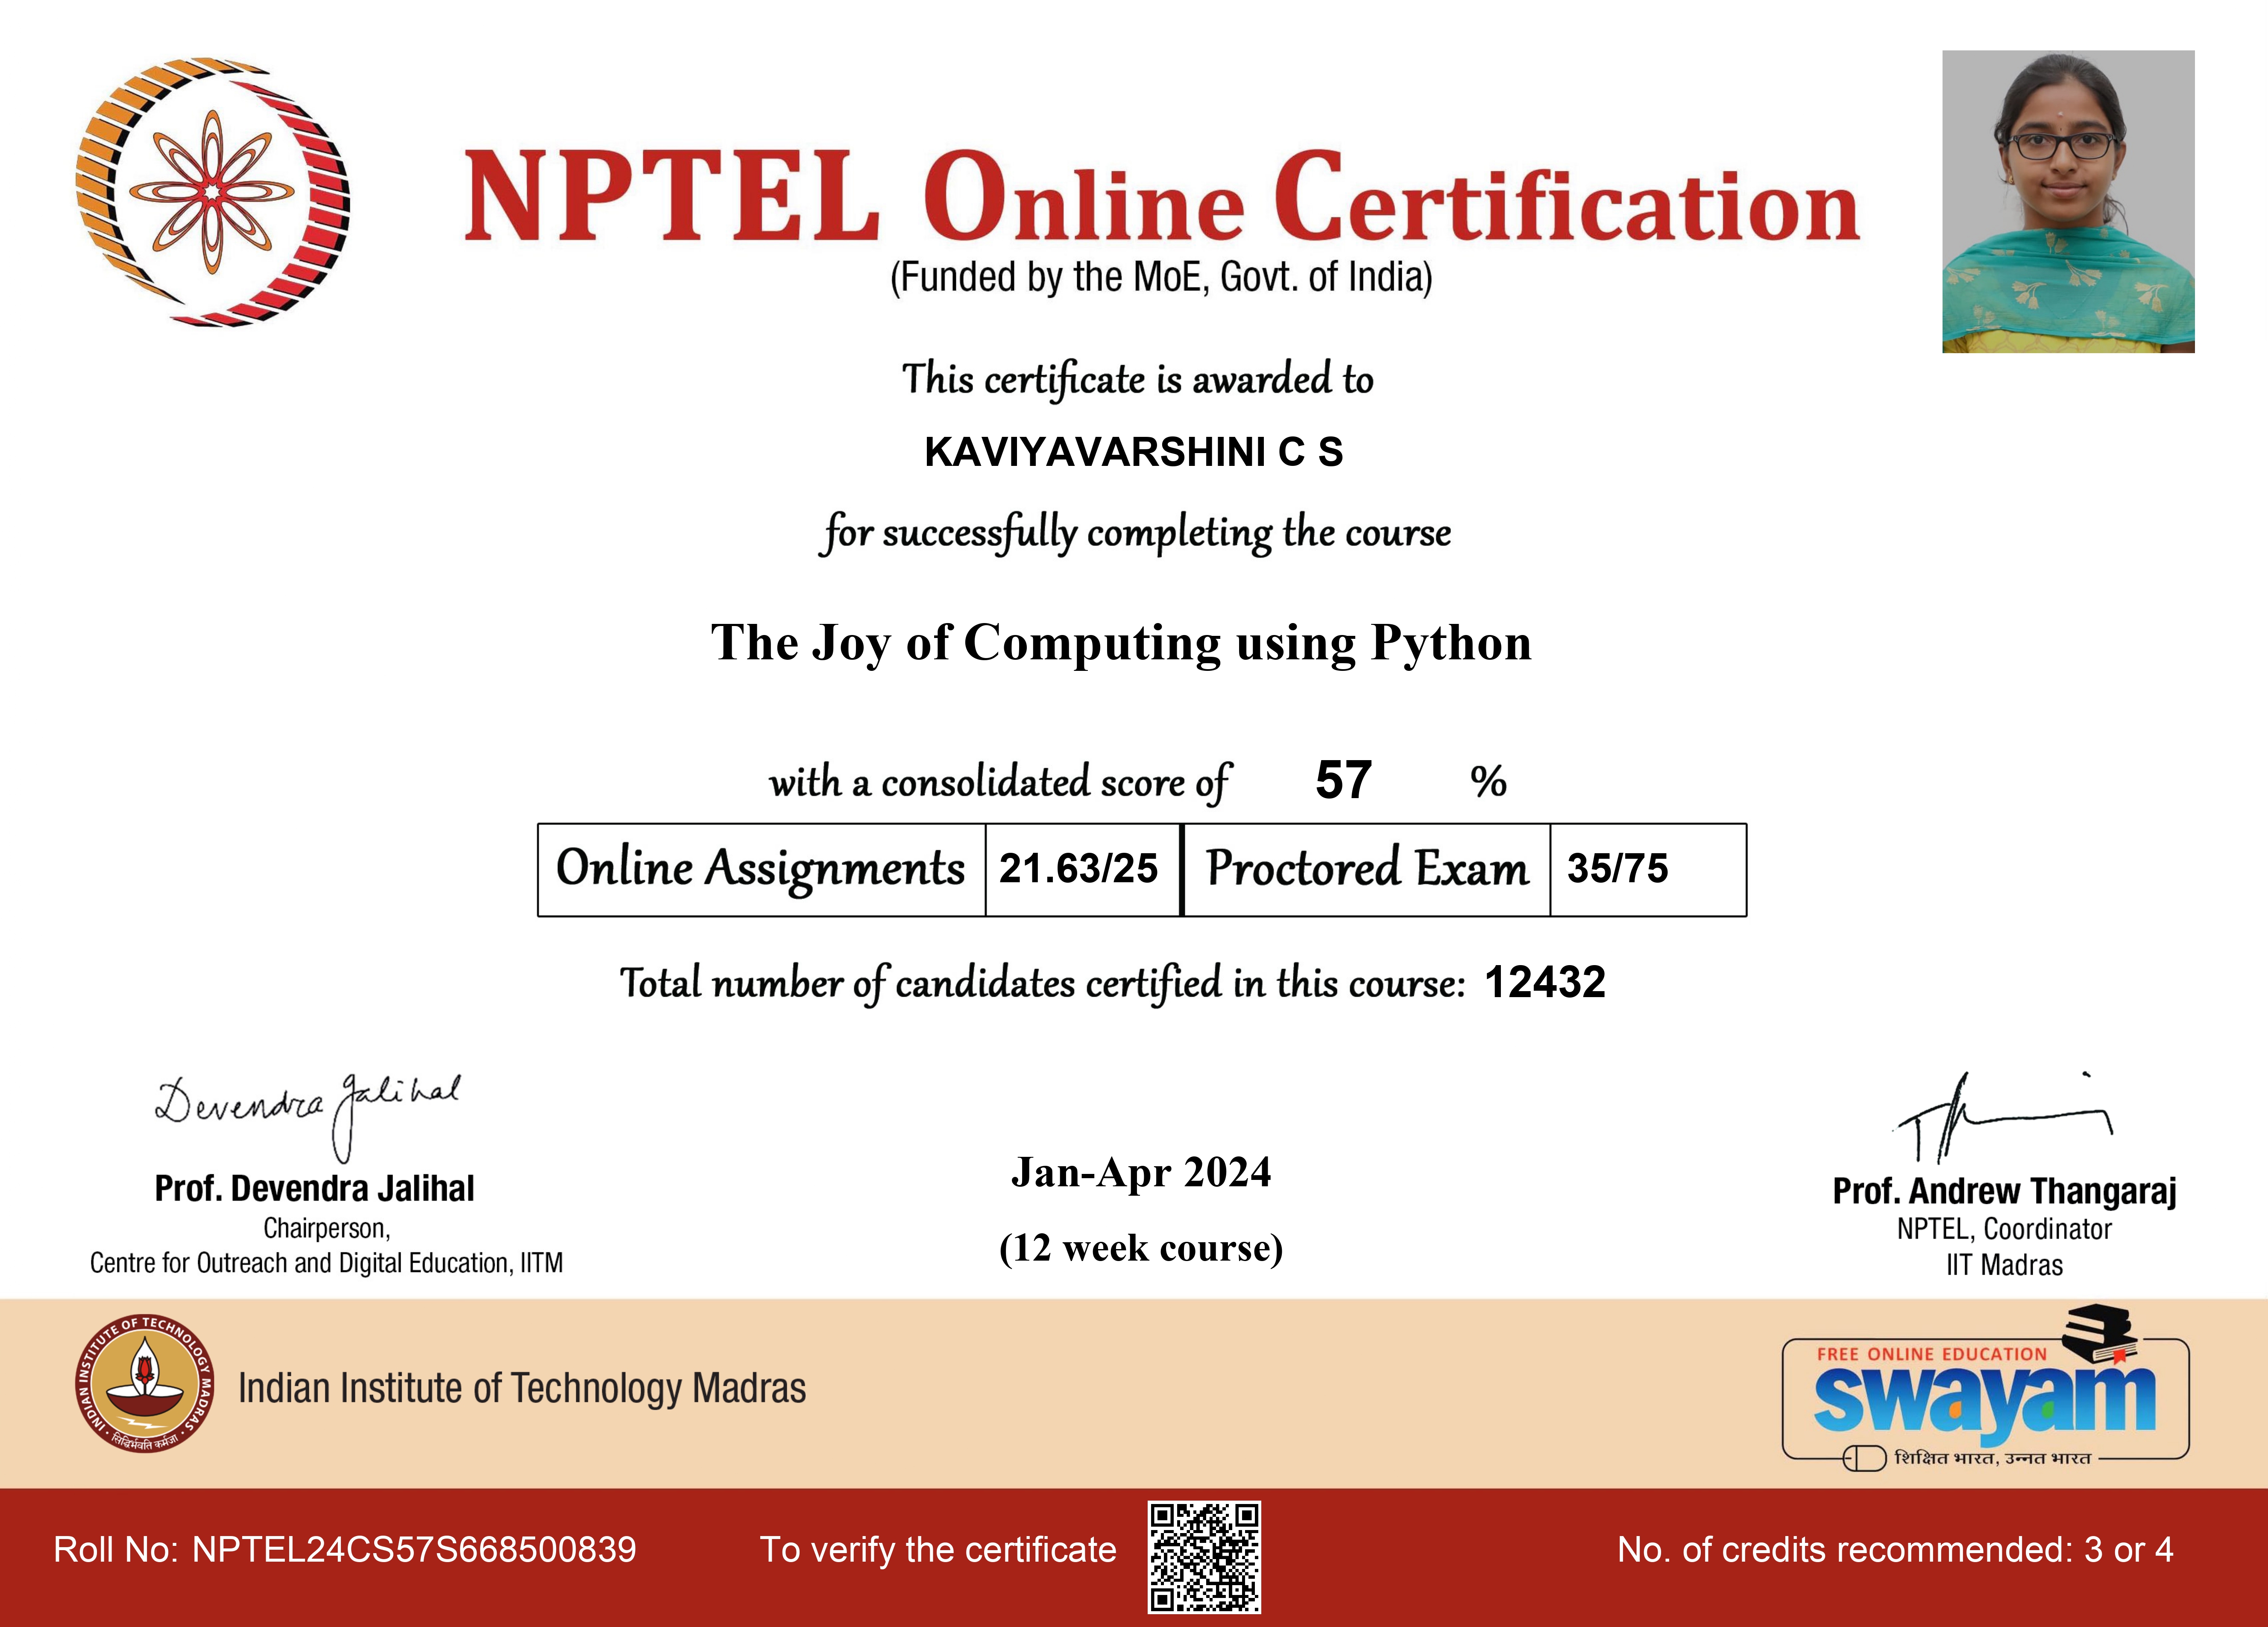 NPTEL Online Certification
(Funded by the MoE, Govt. of India)
This certificate is awarded to
KAVIYAVARSHINI C S
for successfully completing the course
The Joy of Computing using Python
with a consolidated score of 57 %
Online Assignments 21.63/25 Proctored Exam 35/75
Total number of candidates certified in this course: 12432
Devendra Jalihal
Prof. Devendra Jalihal
Chairperson,
Centre for Outreach and Digital Education, IITM
Jan-Apr 2024
(12 week course)
Prof. Andrew Thangaraj
NPTEL, Coordinator
IIT Madras
INDIAN INSTITUTE OF TECHNOLOGY MADRAS
सिद्धिर्भवति कर्मजा
Indian Institute of Technology Madras
FREE ONLINE EDUCATION
swayam
शिक्षित भारत, उन्नत भारत
Roll No: NPTEL24CS57S668500839
To verify the certificate
No. of credits recommended: 3 or 4